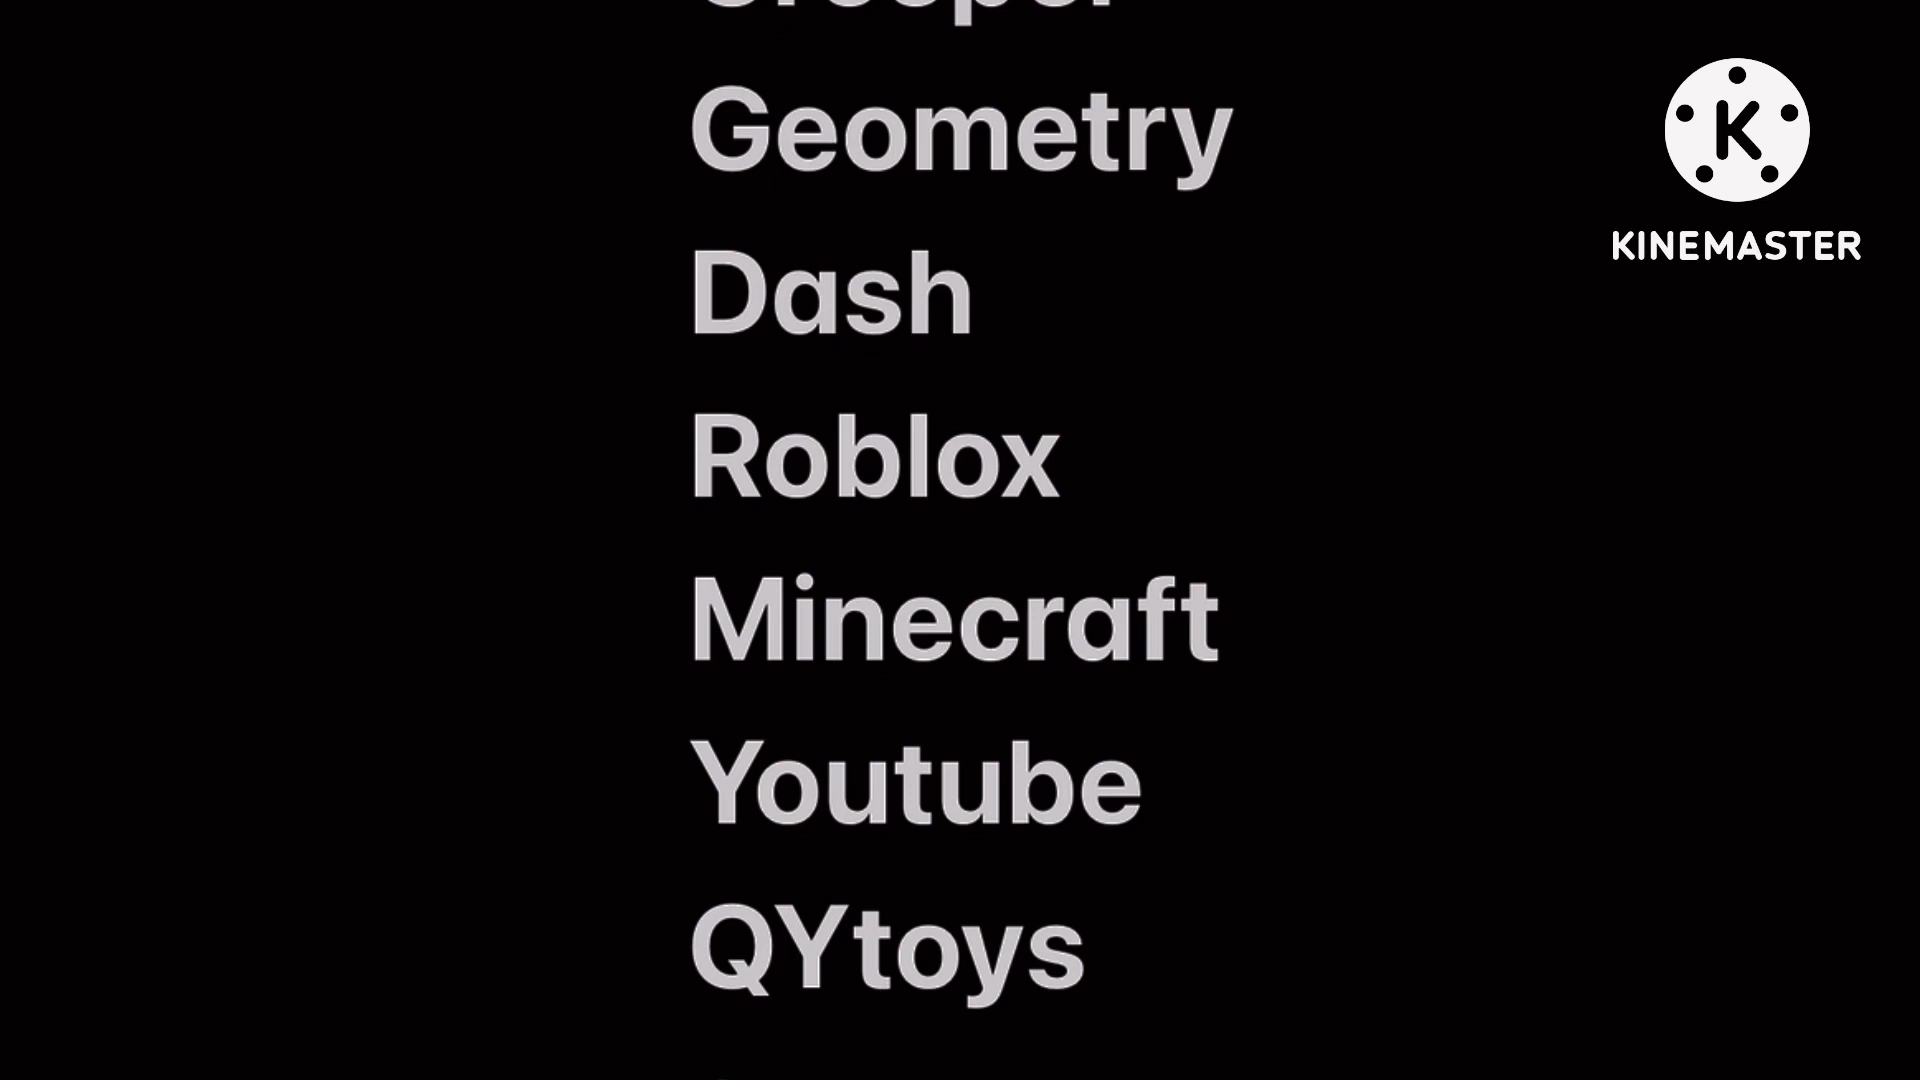 Geometry
Dash
Roblox
Minecraft
Youtube
QYtoys
K
KINEMASTER